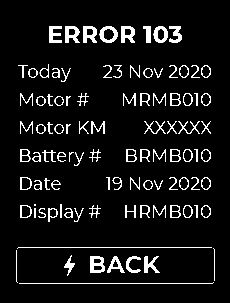 ERROR 103
Today 23 Nov 2020
Motor # MRMB010
Motor KM XXXXXX
Battery # BRMB010
Date 19 Nov 2020
Display # HRMB010
BACK